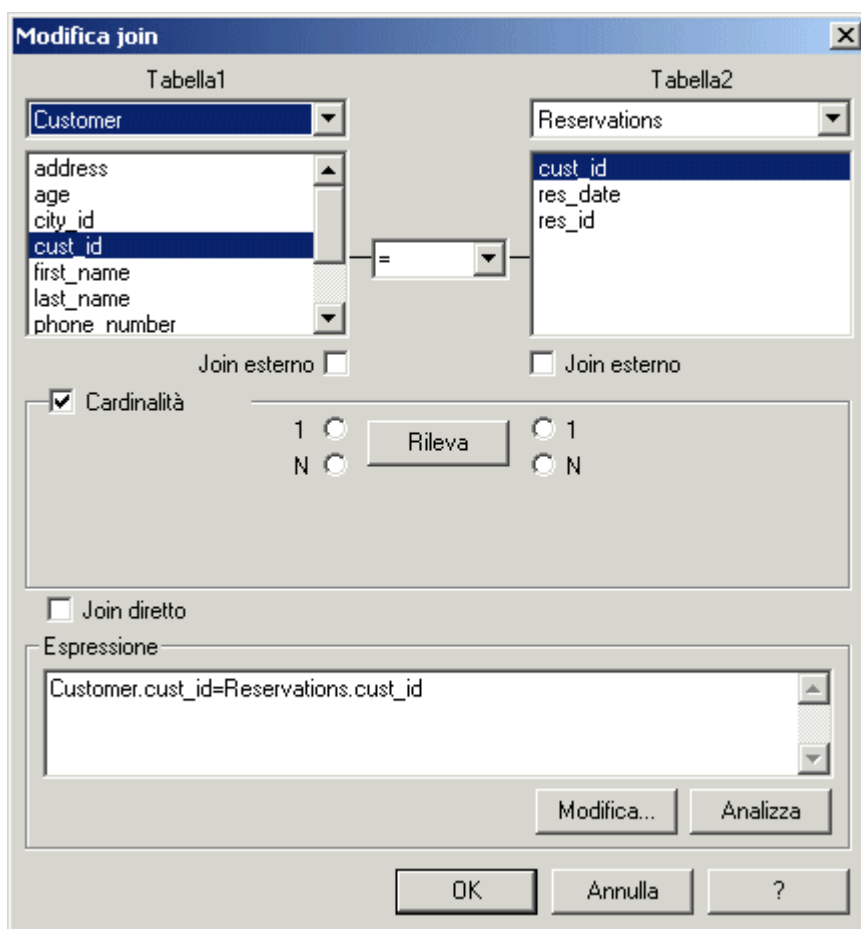 Modifica join
Tabella1 Tabella2
Customer Reservations
address cust_id
age res_date
city_id res_id
cust_id
=
first_name
last_name
phone_number
Join esterno Join esterno
Cardinalità
1 Rileva 1
N N
Join diretto
Espressione
Customer.cust_id=Reservations.cust_id
Modifica... Analizza
OK Annulla ?